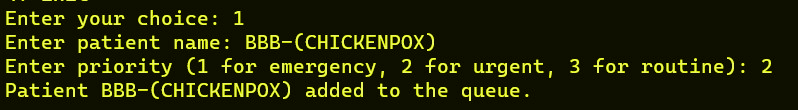 Enter your choice: 1
Enter patient name: BBB-(CHICKENPOX)
Enter priority (1 for emergency, 2 for urgent, 3 for routine): 2
Patient BBB-(CHICKENPOX) added to the queue.